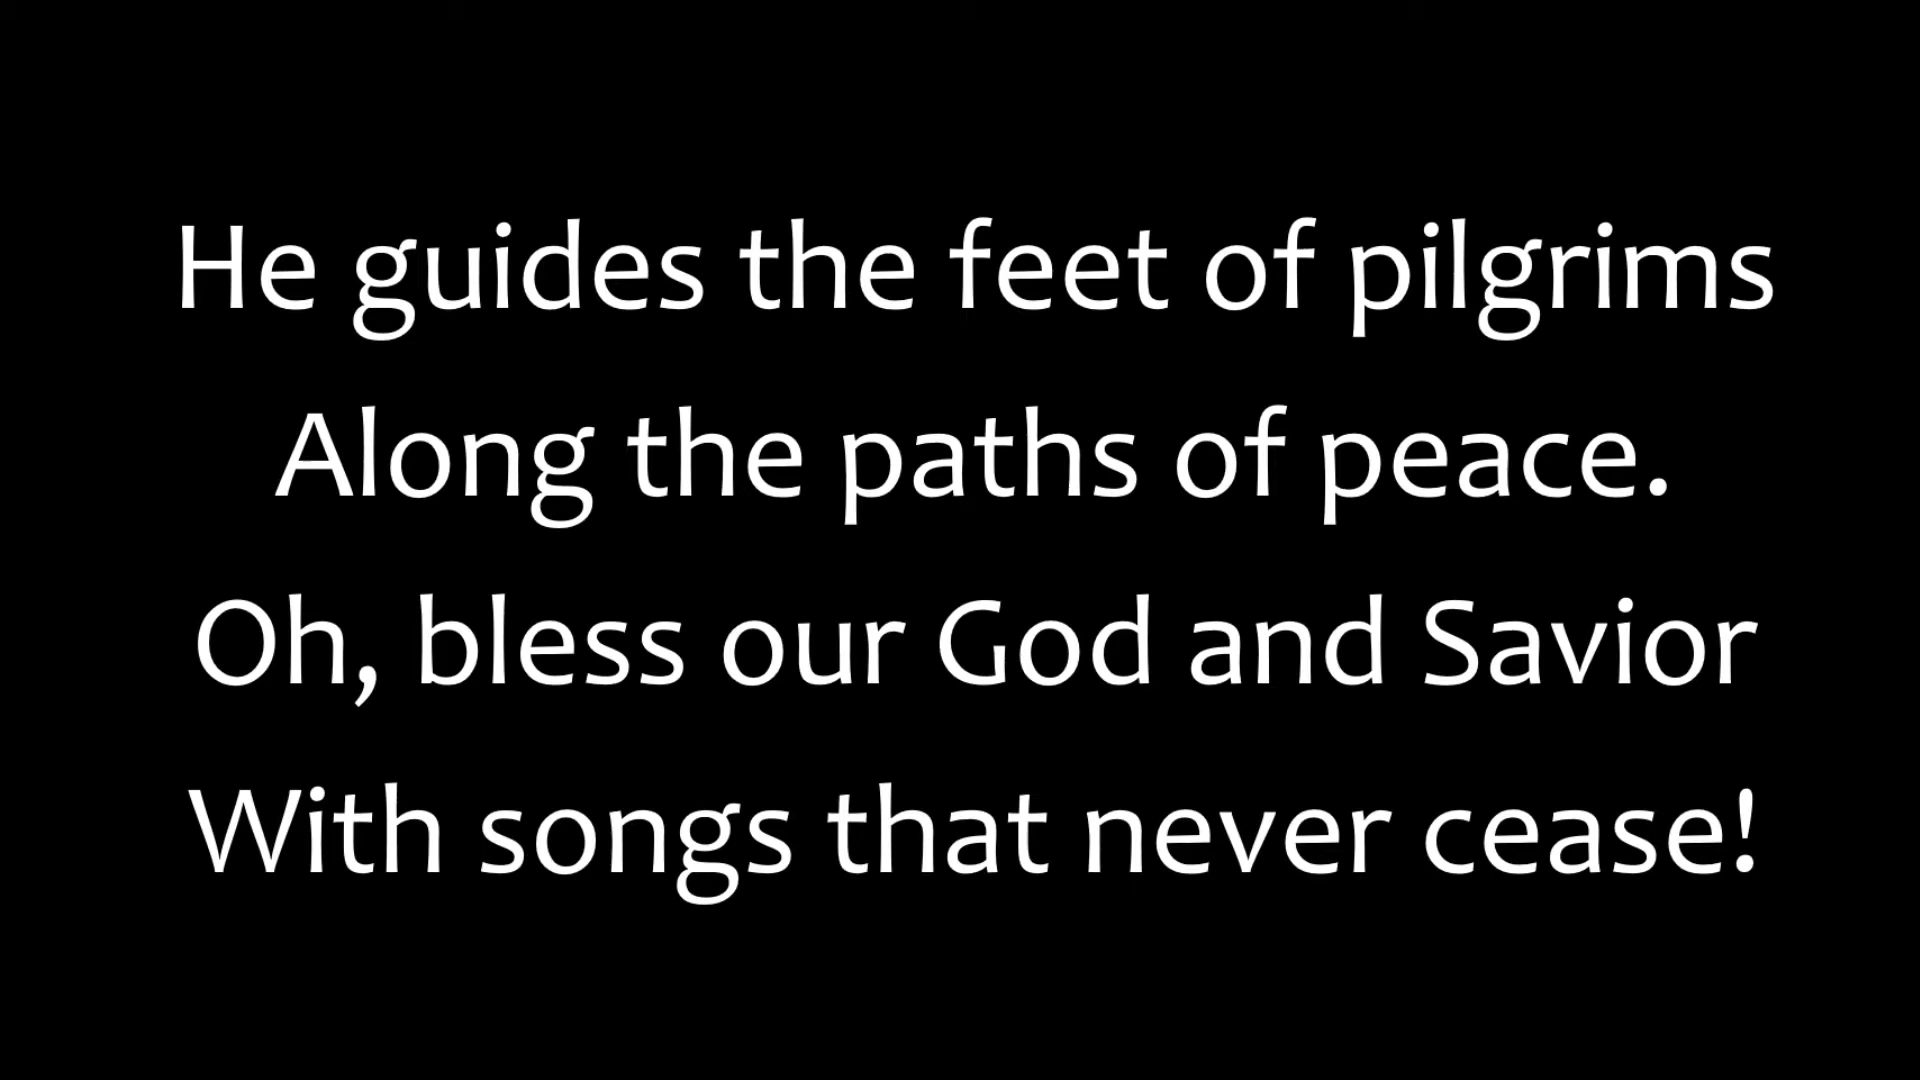 He guides the feet of pilgrims
Along the paths of peace.
Oh, bless our God and Savior
With songs that never cease!